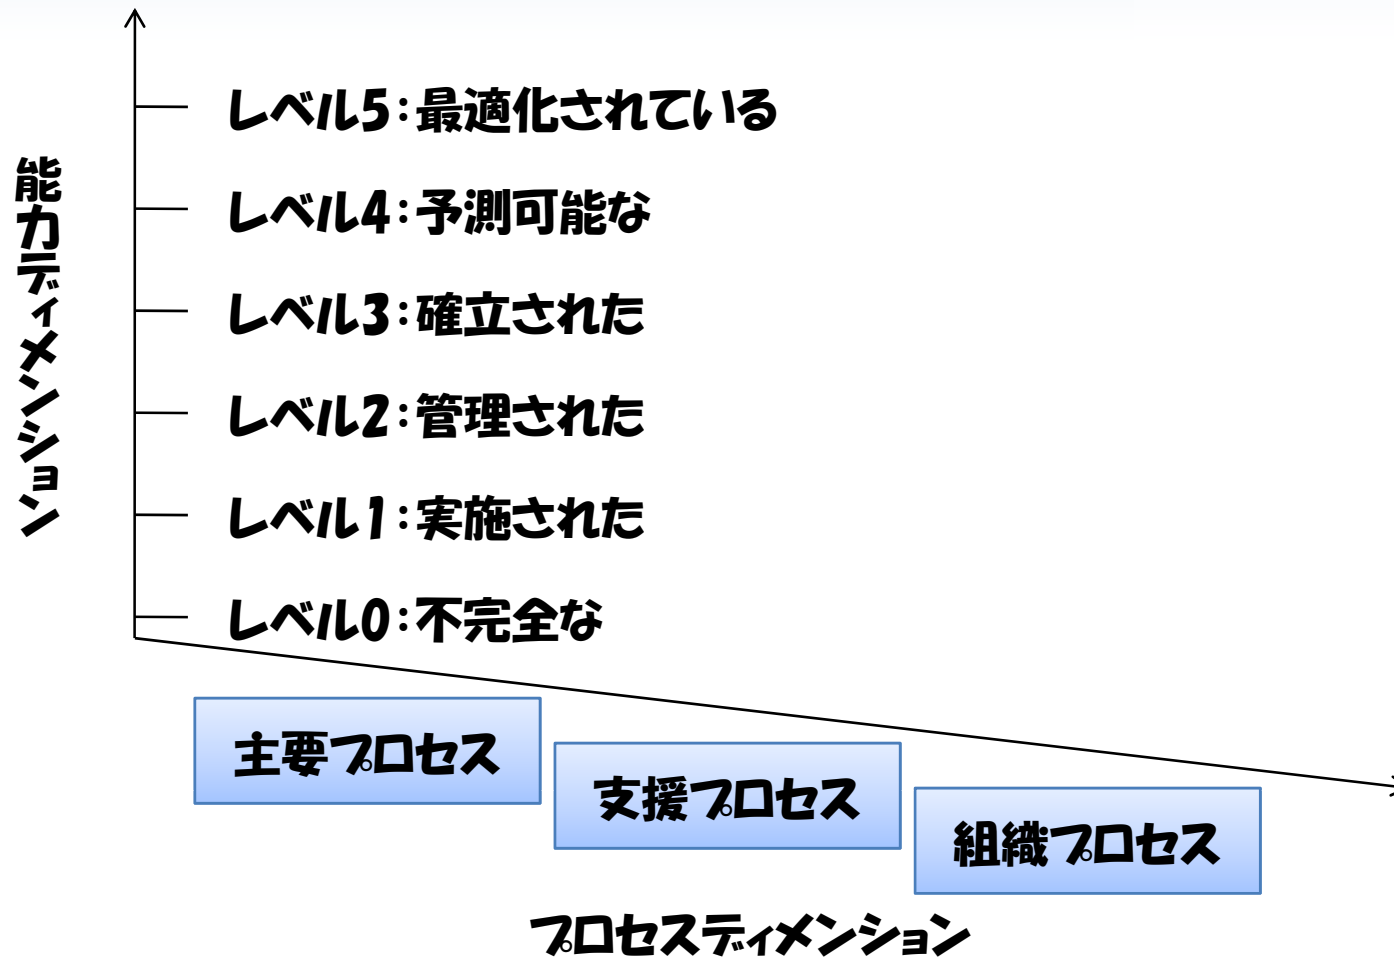 能力ディメンション
レベル5：最適化されている
レベル4：予測可能な
レベル3：確立された
レベル2：管理された
レベル1：実施された
レベル0：不完全な
主要プロセス
支援プロセス
組織プロセス
プロセスディメンション